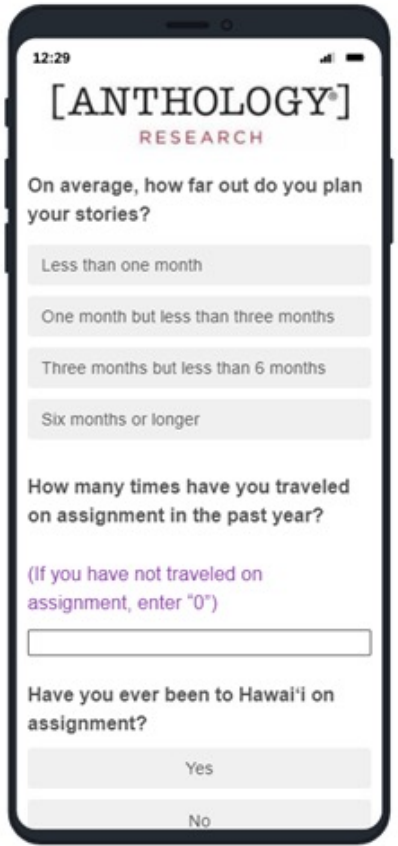 12:29
[ANTHOLOGY®]
RESEARCH
On average, how far out do you plan
your stories?
Less than one month
One month but less than three months
Three months but less than 6 months
Six months or longer
How many times have you traveled
on assignment in the past year?
(If you have not traveled on
assignment, enter “0”)
Have you ever been to Hawaiʻi on
assignment?
Yes
No